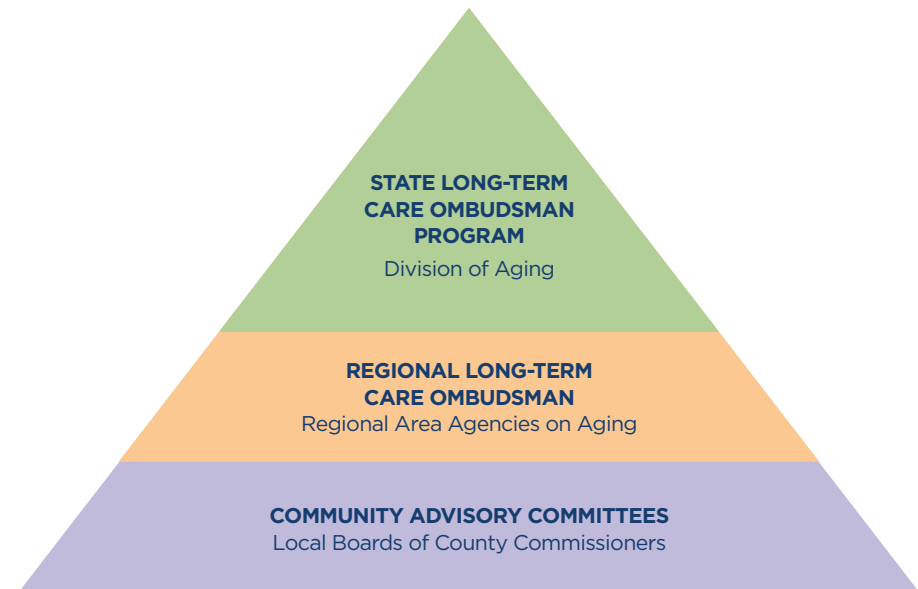 STATE LONG-TERM
CARE OMBUDSMAN
PROGRAM
Division of Aging
REGIONAL LONG-TERM
CARE OMBUDSMAN
Regional Area Agencies on Aging
COMMUNITY ADVISORY COMMITTEES
Local Boards of County Commissioners